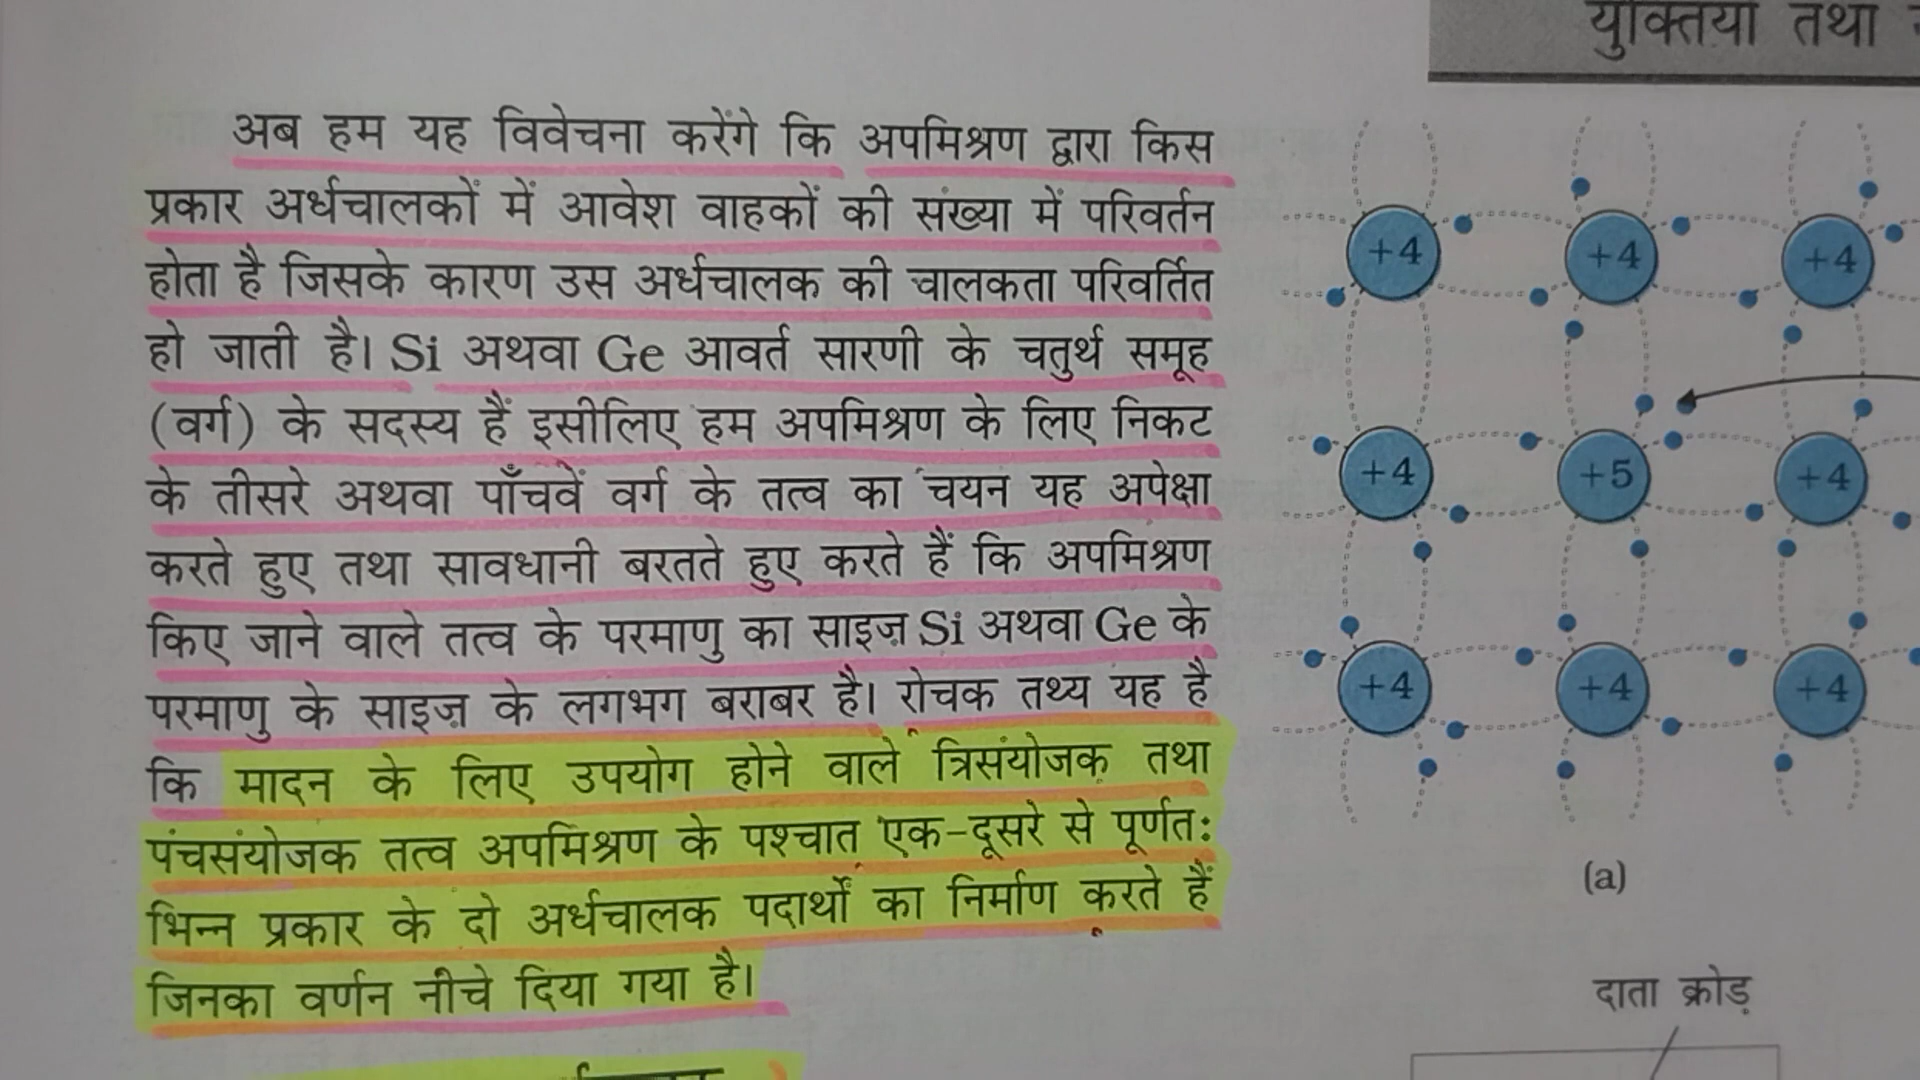 युक्तियाँ तथा
अब हम यह विवेचना करेंगे कि अपमिश्रण द्वारा किस
प्रकार अर्धचालकों में आवेश वाहकों की संख्या में परिवर्तन
होता है जिसके कारण उस अर्धचालक की चालकता परिवर्तित
हो जाती है। Si अथवा Ge आवर्त सारणी के चतुर्थ समूह
(वर्ग) के सदस्य हैं इसीलिए हम अपमिश्रण के लिए निकट
के तीसरे अथवा पाँचवें वर्ग के तत्व का चयन यह अपेक्षा
करते हुए तथा सावधानी बरतते हुए करते हैं कि अपमिश्रण
किए जाने वाले तत्व के परमाणु का साइज़ Si अथवा Ge के
परमाणु के साइज़ के लगभग बराबर है। रोचक तथ्य यह है
कि मादन के लिए उपयोग होने वाले त्रिसंयोजक तथा
पंचसंयोजक तत्व अपमिश्रण के पश्चात एक-दूसरे से पूर्णतः
भिन्न प्रकार के दो अर्धचालक पदार्थों का निर्माण करते हैं
जिनका वर्णन नीचे दिया गया है।
+4 +4 +4
+4 +5 +4
+4 +4 +4
(a)
दाता क्रोड़